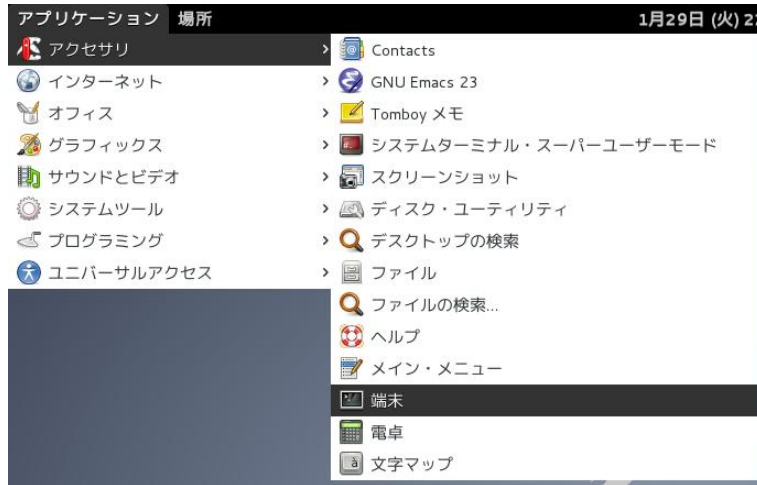 アプリケーション 場所 1月29日 (火)
アクセサリ
インターネット
オフィス
グラフィックス
サウンドとビデオ
システムツール
プログラミング
ユニバーサルアクセス
Contacts
GNU Emacs 23
Tomboy メモ
システムターミナル・スーパーユーザーモード
スクリーンショット
ディスク・ユーティリティ
デスクトップの検索
ファイル
ファイルの検索...
ヘルプ
メイン・メニュー
端末
電卓
文字マップ